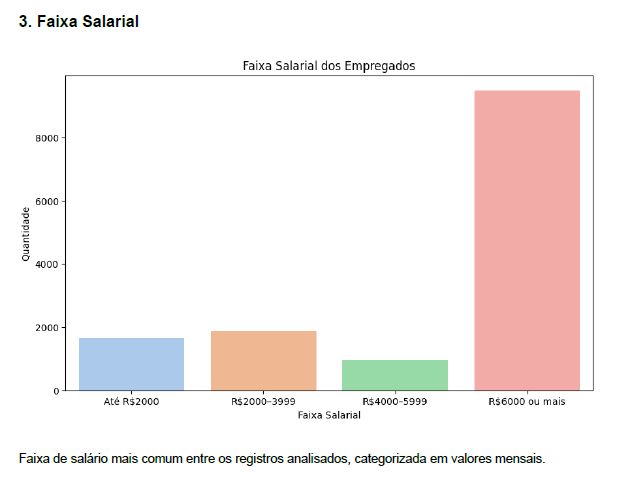 3. Faixa Salarial
Faixa Salarial dos Empregados
Quantidade
8000
6000
4000
2000
0
Até R$2000
R$2000–3999
R$4000–5999
R$6000 ou mais
Faixa Salarial
Faixa de salário mais comum entre os registros analisados, categorizada em valores mensais.